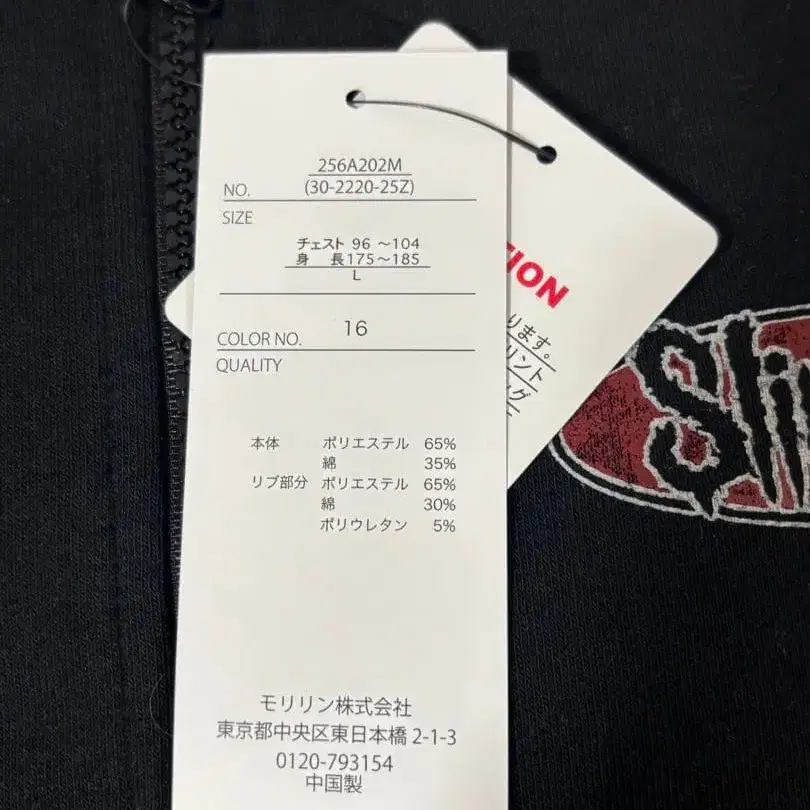 256A202M
NO. (30-2220-25Z)
SIZE
チェスト 96 ～104
身 長175～185
L
COLOR NO. 16
QUALITY
本体 ポリエステル 65%
綿 35%
リブ部分 ポリエステル 65%
綿 30%
ポリウレタン 5%
モリリン株式会社
東京都中央区東日本橋 2-1-3
0120-793154
中国製
TION
ります。
リント
グ
Sli